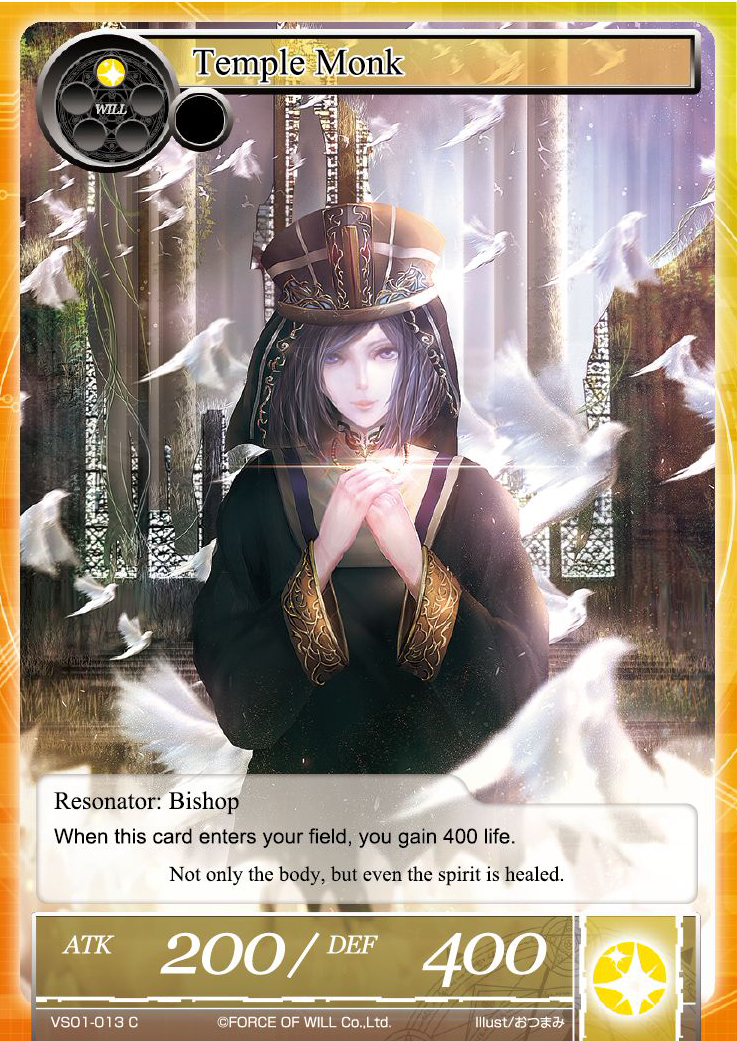 Temple Monk
WILL
Resonator: Bishop
When this card enters your field, you gain 400 life.
Not only the body, but even the spirit is healed.
ATK 200 / DEF 400
VS01-013 C ©FORCE OF WILL Co.,Ltd. Illust/おつまみ